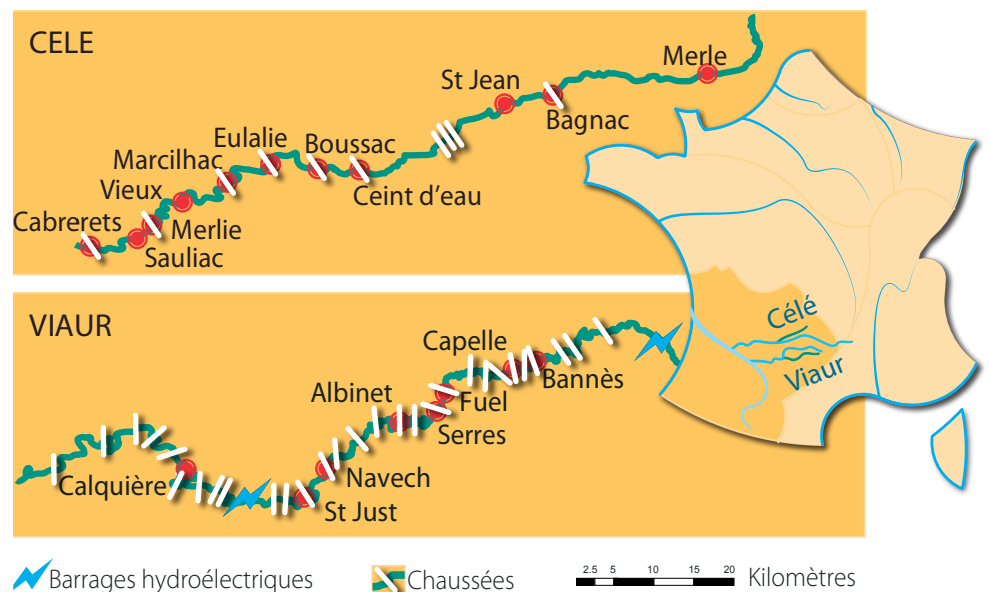 CELE
Merle
St Jean
Bagnac
Eulalie
Boussac
Marcilhac
Ceint d’eau
Vieux
Cabrerets
Merlie
Sauliac
VIAUR
Célé
Viaur
Capelle
Bannès
Albinet
Fuel
Serres
Calquière
Navech
St Just
Barrages hydroélectriques
Chaussées
2.5 5 10 15 20
Kilomètres